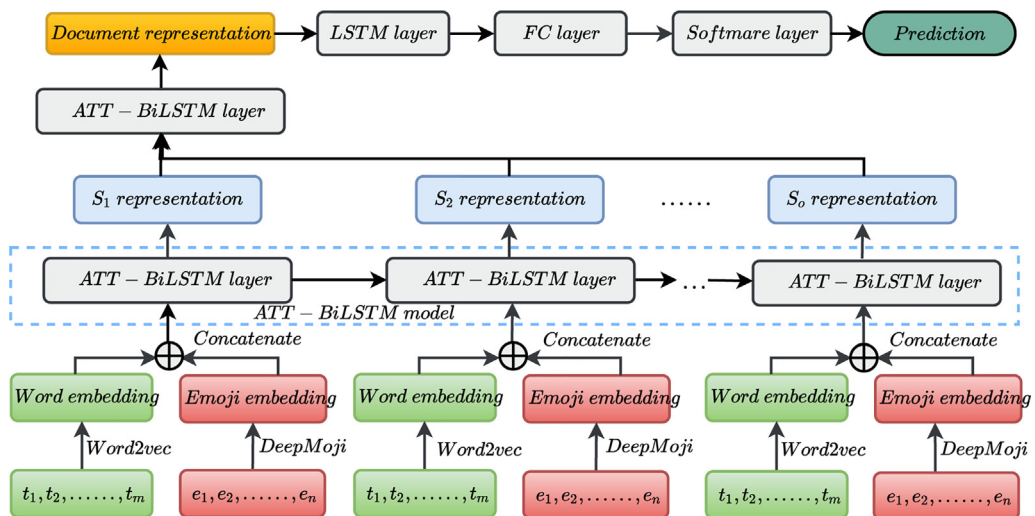 Document representation
LSTM layer
FC layer
Softmare layer
Prediction
ATT − BiLSTM layer
S₁ representation
S₂ representation
......
Sₒ representation
ATT − BiLSTM layer
ATT − BiLSTM layer
...
ATT − BiLSTM layer
ATT − BiLSTM model
Concatenate
Concatenate
Concatenate
Word embedding
Emoji embedding
Word embedding
Emoji embedding
Word embedding
Emoji embedding
Word2vec
DeepMoji
Word2vec
DeepMoji
Word2vec
DeepMoji
t₁, t₂, ......, tₘ
e₁, e₂, ......, eₙ
t₁, t₂, ......, tₘ
e₁, e₂, ......, eₙ
t₁, t₂, ......, tₘ
e₁, e₂, ......, eₙ